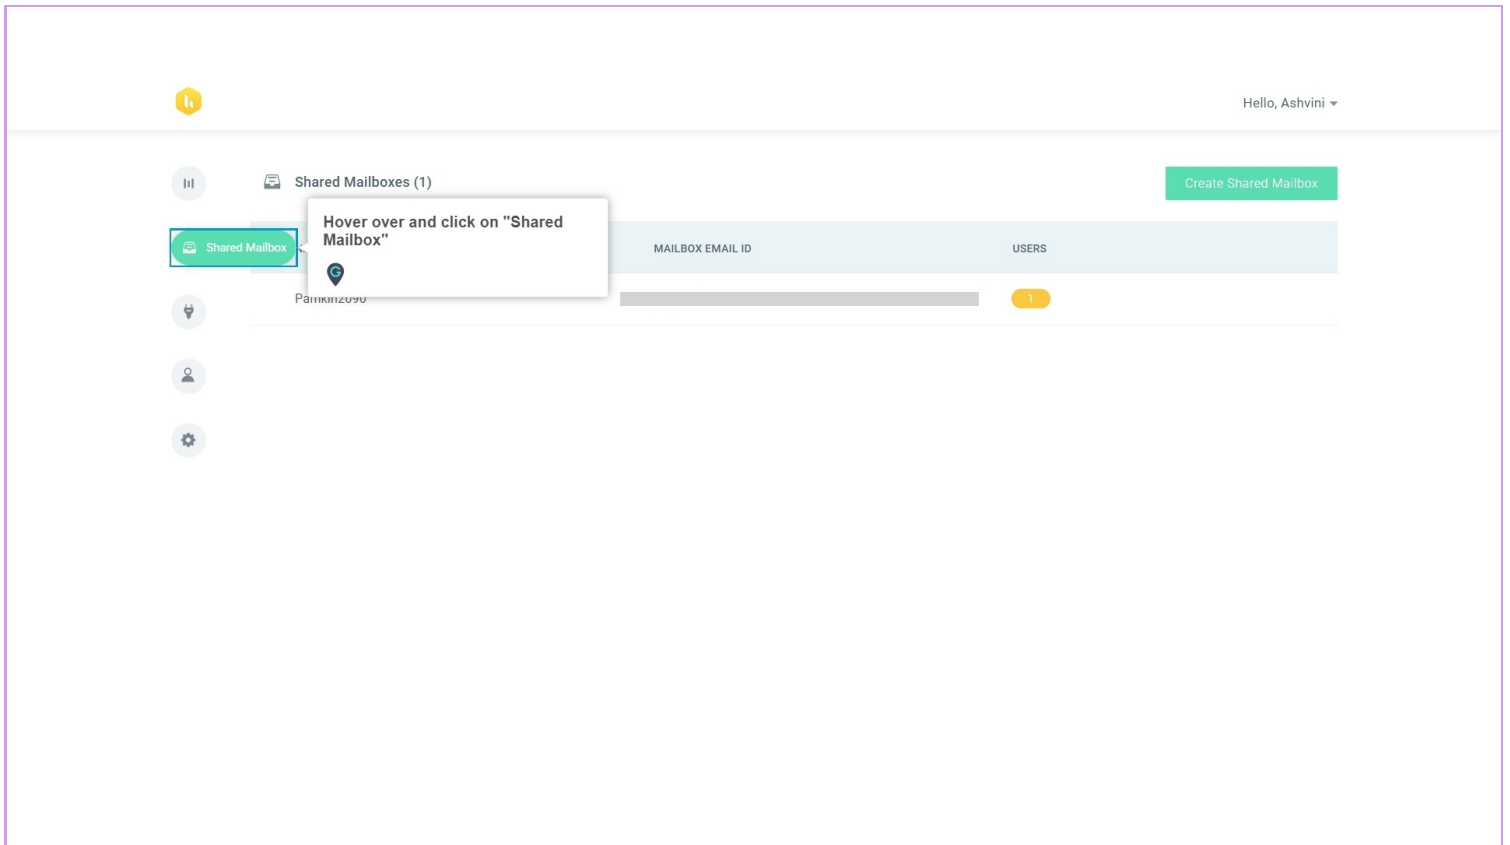 Hello, Ashvini
Shared Mailboxes (1)
Create Shared Mailbox
Hover over and click on "Shared
Mailbox"
Shared Mailbox
MAILBOX EMAIL ID
USERS
1